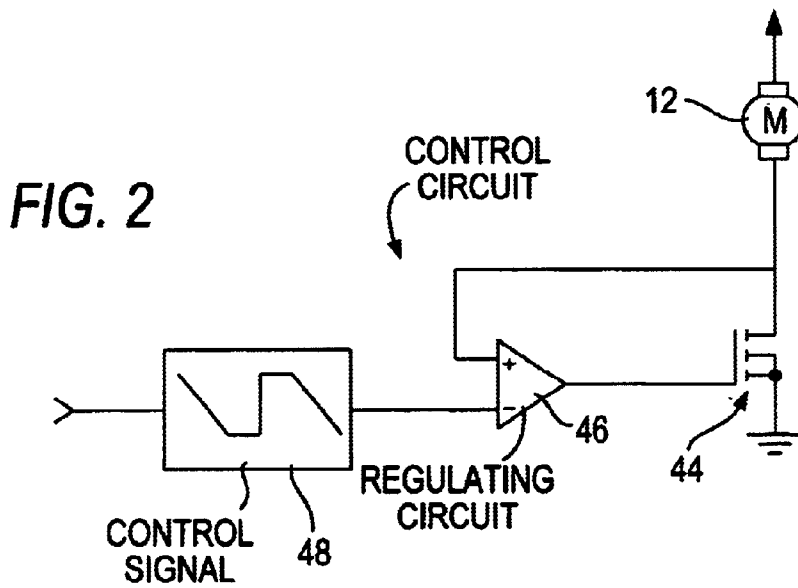 12
M
CONTROL
CIRCUIT
FIG. 2
+
-
46
44
REGULATING
CIRCUIT
CONTROL
SIGNAL
48